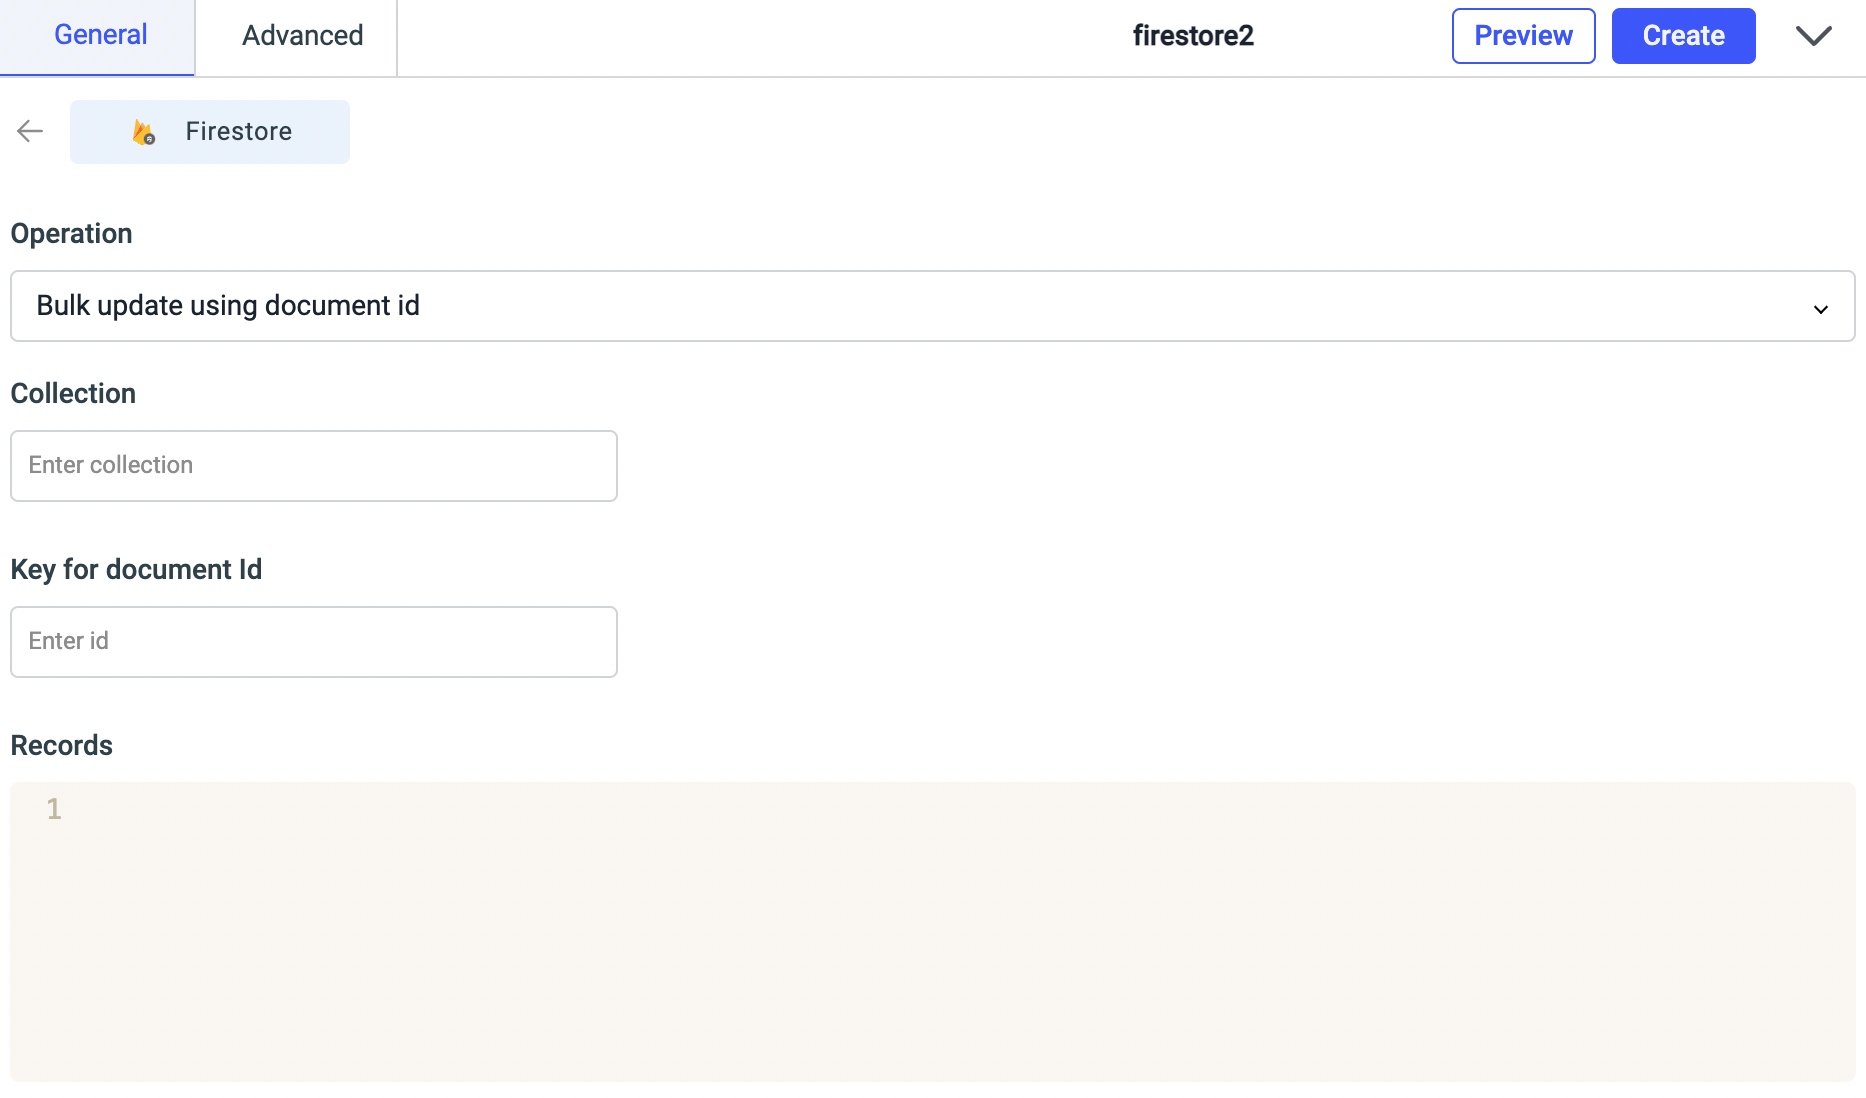 General
Advanced
firestore2
Preview
Create
Firestore
Operation
Bulk update using document id
Collection
Enter collection
Key for document Id
Enter id
Records
1